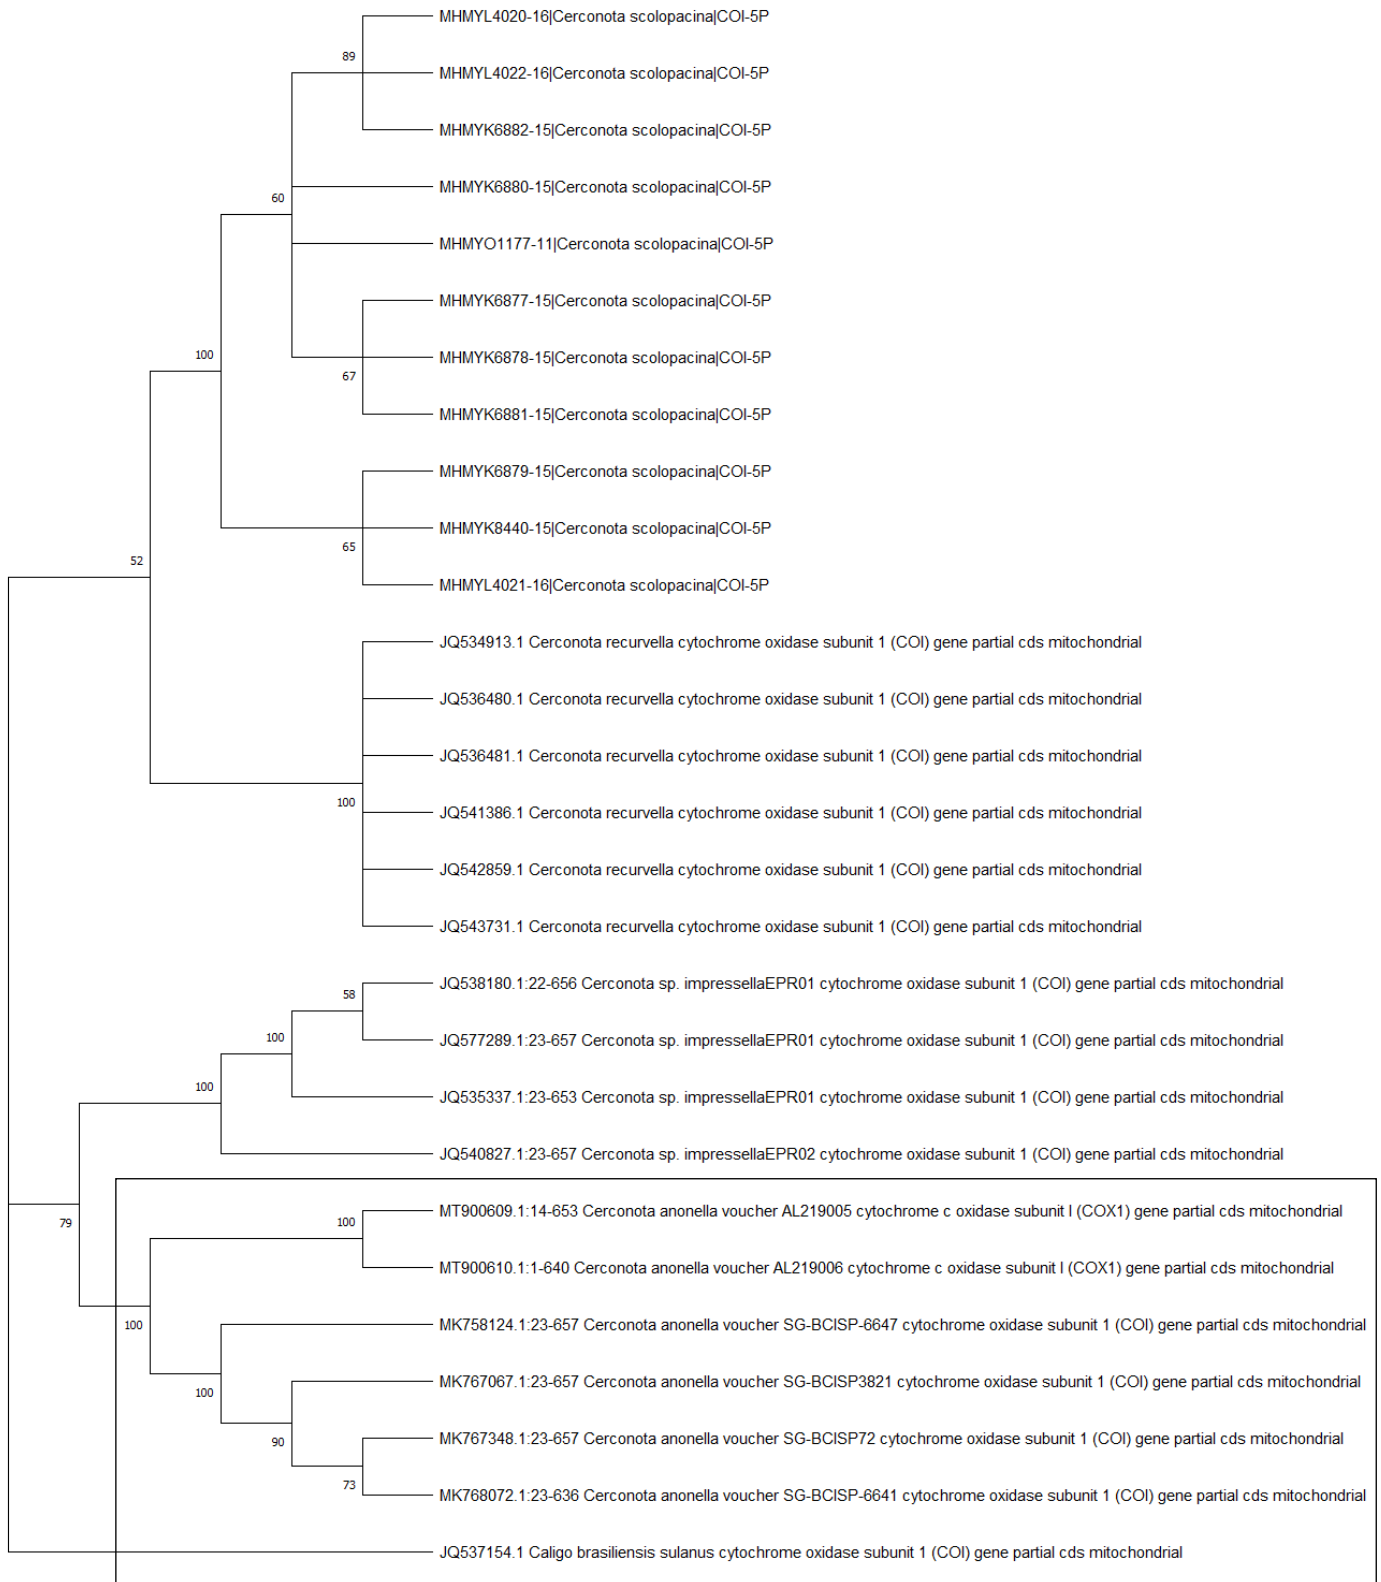 MHMYL4020-16|Cerconota scolopacina|COI-5P
89
MHMYL4022-16|Cerconota scolopacina|COI-5P
MHMYK6882-15|Cerconota scolopacina|COI-5P
MHMYK6880-15|Cerconota scolopacina|COI-5P
60
MHMYO1177-11|Cerconota scolopacina|COI-5P
MHMYK6877-15|Cerconota scolopacina|COI-5P
100
MHMYK6878-15|Cerconota scolopacina|COI-5P
67
MHMYK6881-15|Cerconota scolopacina|COI-5P
MHMYK6879-15|Cerconota scolopacina|COI-5P
MHMYK8440-15|Cerconota scolopacina|COI-5P
65
52
MHMYL4021-16|Cerconota scolopacina|COI-5P
JQ534913.1 Cerconota recurvella cytochrome oxidase subunit 1 (COI) gene partial cds mitochondrial
JQ536480.1 Cerconota recurvella cytochrome oxidase subunit 1 (COI) gene partial cds mitochondrial
JQ536481.1 Cerconota recurvella cytochrome oxidase subunit 1 (COI) gene partial cds mitochondrial
100
JQ541386.1 Cerconota recurvella cytochrome oxidase subunit 1 (COI) gene partial cds mitochondrial
JQ542859.1 Cerconota recurvella cytochrome oxidase subunit 1 (COI) gene partial cds mitochondrial
JQ543731.1 Cerconota recurvella cytochrome oxidase subunit 1 (COI) gene partial cds mitochondrial
JQ538180.1:22-656 Cerconota sp. impressellaEPR01 cytochrome oxidase subunit 1 (COI) gene partial cds mitochondrial
58
100
JQ577289.1:23-657 Cerconota sp. impressellaEPR01 cytochrome oxidase subunit 1 (COI) gene partial cds mitochondrial
100
JQ535337.1:23-653 Cerconota sp. impressellaEPR01 cytochrome oxidase subunit 1 (COI) gene partial cds mitochondrial
JQ540827.1:23-657 Cerconota sp. impressellaEPR02 cytochrome oxidase subunit 1 (COI) gene partial cds mitochondrial
79
MT900609.1:14-653 Cerconota anonella voucher AL219005 cytochrome c oxidase subunit I (COX1) gene partial cds mitochondrial
100
MT900610.1:1-640 Cerconota anonella voucher AL219006 cytochrome c oxidase subunit I (COX1) gene partial cds mitochondrial
100
MK758124.1:23-657 Cerconota anonella voucher SG-BCISP-6647 cytochrome oxidase subunit 1 (COI) gene partial cds mitochondrial
100
MK767067.1:23-657 Cerconota anonella voucher SG-BCISP3821 cytochrome oxidase subunit 1 (COI) gene partial cds mitochondrial
90
MK767348.1:23-657 Cerconota anonella voucher SG-BCISP72 cytochrome oxidase subunit 1 (COI) gene partial cds mitochondrial
73
MK768072.1:23-636 Cerconota anonella voucher SG-BCISP-6641 cytochrome oxidase subunit 1 (COI) gene partial cds mitochondrial
JQ537154.1 Caligo brasiliensis sulanus cytochrome oxidase subunit 1 (COI) gene partial cds mitochondrial